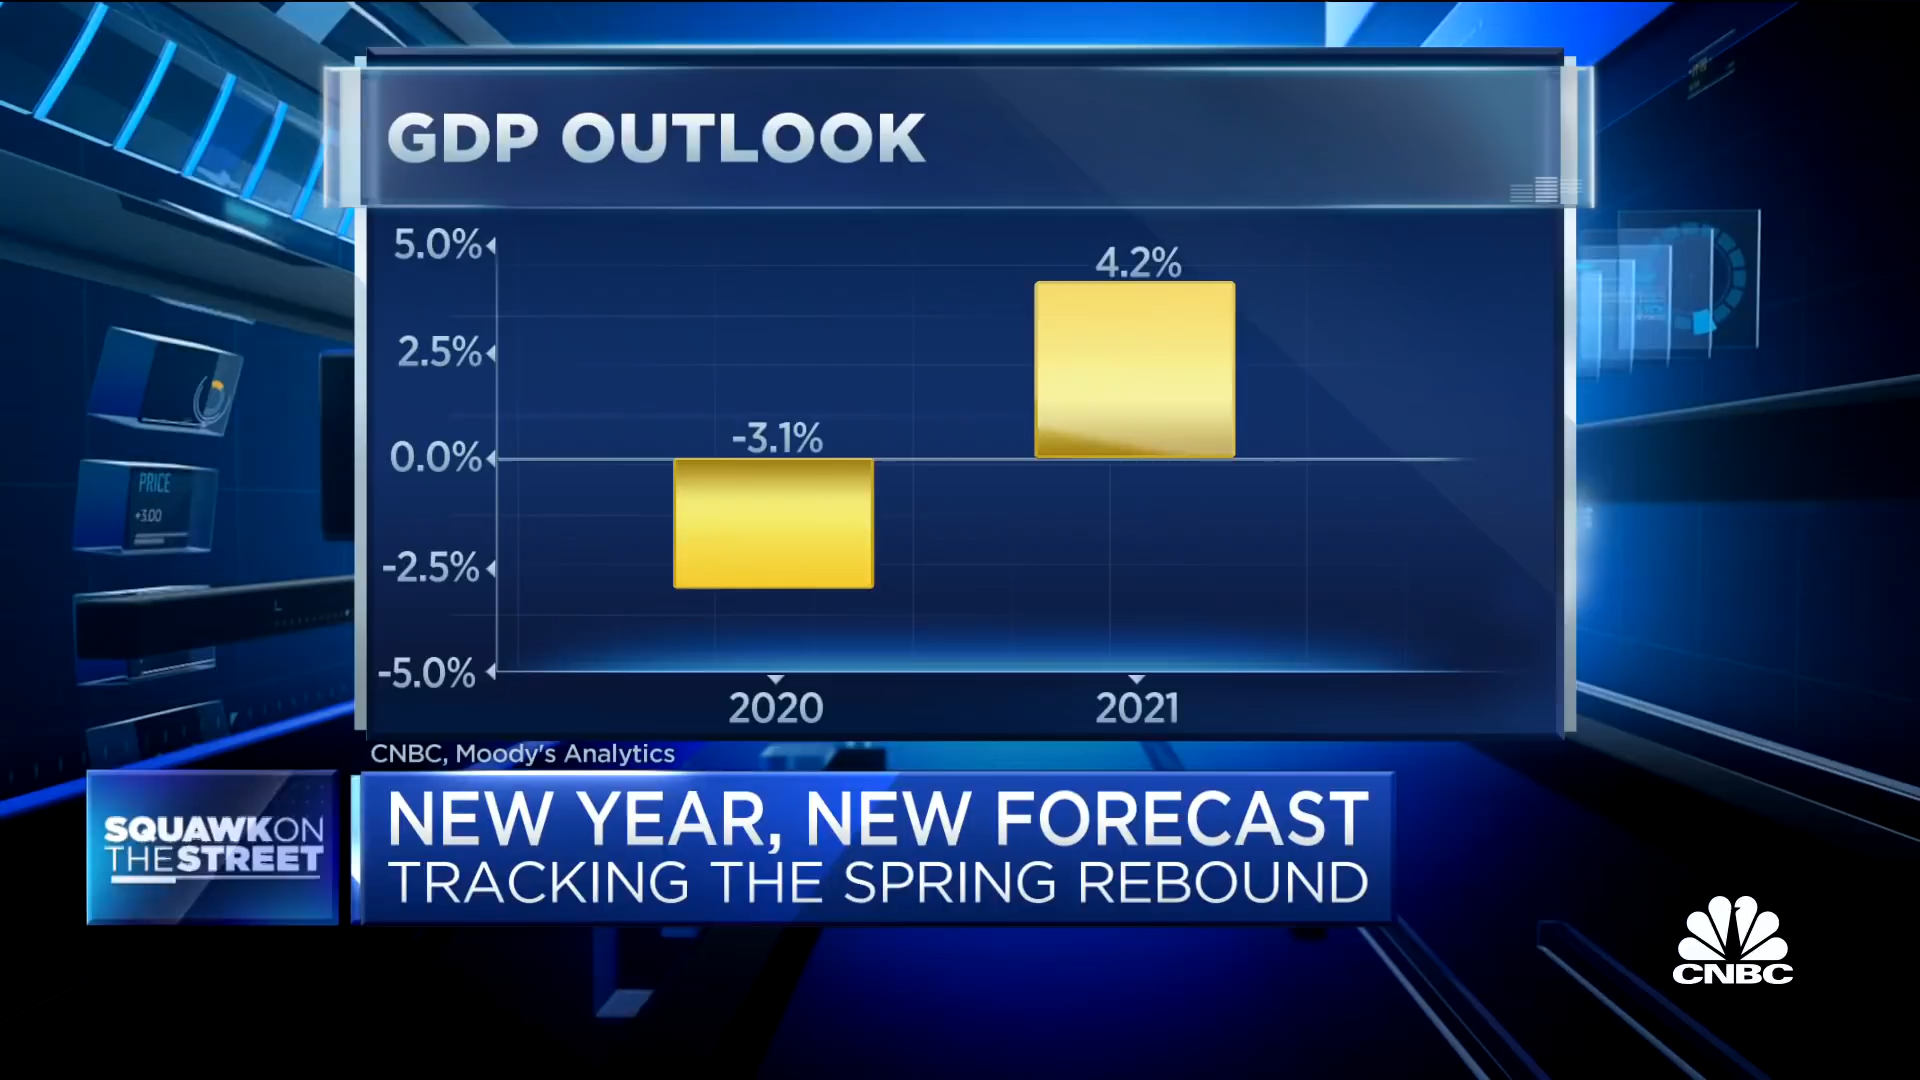 GDP OUTLOOK
5.0%
4.2%
2.5%
-3.1%
0.0%
-2.5%
-5.0%
2020 2021
PRICE
+3.00
CNBC, Moody's Analytics
SQUAWK ON
THE STREET
NEW YEAR, NEW FORECAST
TRACKING THE SPRING REBOUND
CNBC